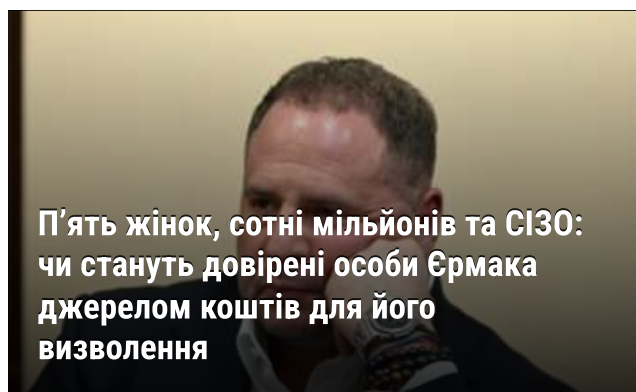 П’ять жінок, сотні мільйонів та СІЗО:
чи стануть довірені особи Єрмака
джерелом коштів для його
визволення